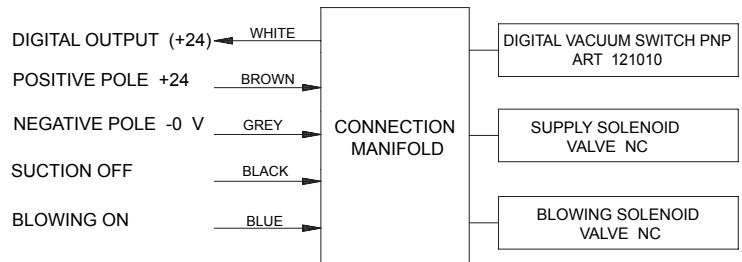 DIGITAL OUTPUT (+24)
WHITE
POSITIVE POLE +24
BROWN
NEGATIVE POLE -0 V
GREY
SUCTION OFF
BLACK
BLOWING ON
BLUE
CONNECTION
MANIFOLD
DIGITAL VACUUM SWITCH PNP
ART 121010
SUPPLY SOLENOID
VALVE NC
BLOWING SOLENOID
VALVE NC